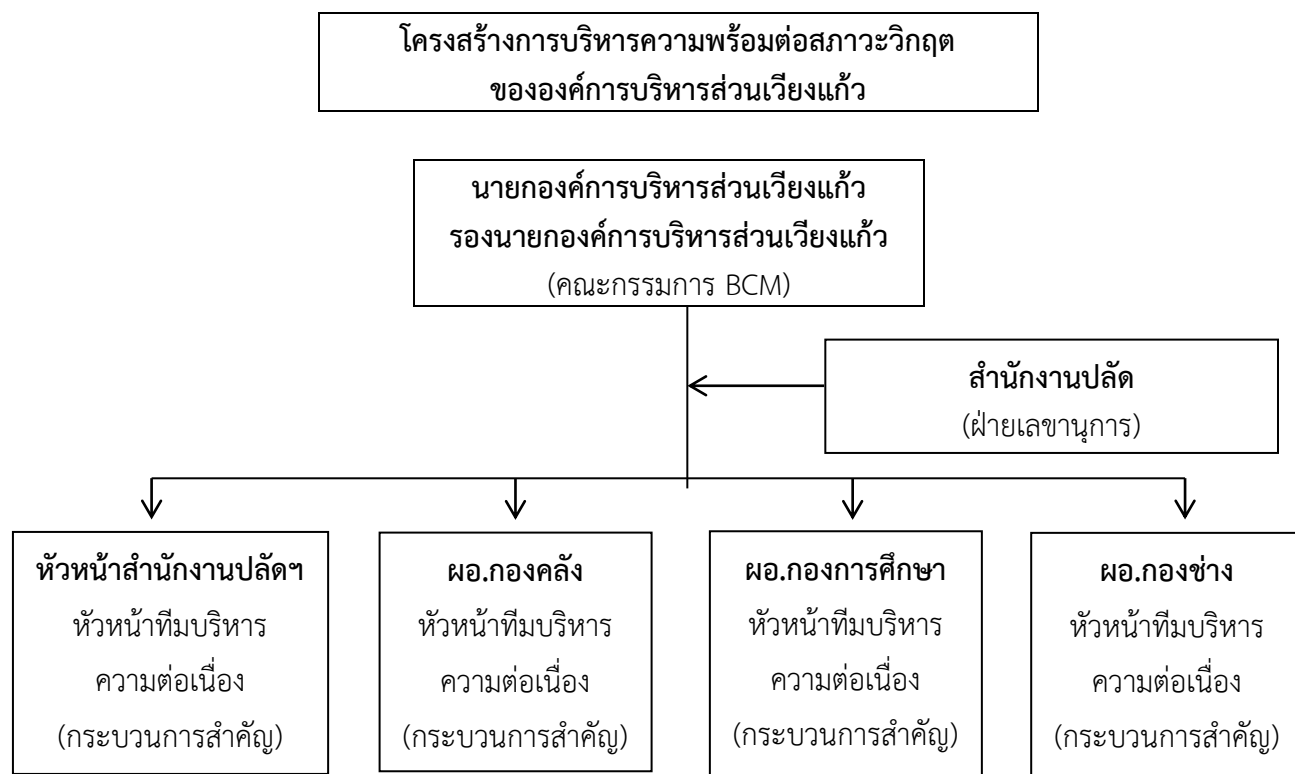 โครงสร้างการบริหารความพร้อมต่อสภาวะวิกฤต
ขององค์การบริหารส่วนเวียงแก้ว
นายกองค์การบริหารส่วนเวียงแก้ว
รองนายกองค์การบริหารส่วนเวียงแก้ว
(คณะกรรมการ BCM)
สำนักงานปลัด
(ฝ่ายเลขานุการ)
หัวหน้าสำนักงานปลัดฯ
หัวหน้าทีมบริหาร
ความต่อเนื่อง
(กระบวนการสำคัญ)
ผอ.กองคลัง
หัวหน้าทีมบริหาร
ความต่อเนื่อง
(กระบวนการสำคัญ)
ผอ.กองการศึกษา
หัวหน้าทีมบริหาร
ความต่อเนื่อง
(กระบวนการสำคัญ)
ผอ.กองช่าง
หัวหน้าทีมบริหาร
ความต่อเนื่อง
(กระบวนการสำคัญ)